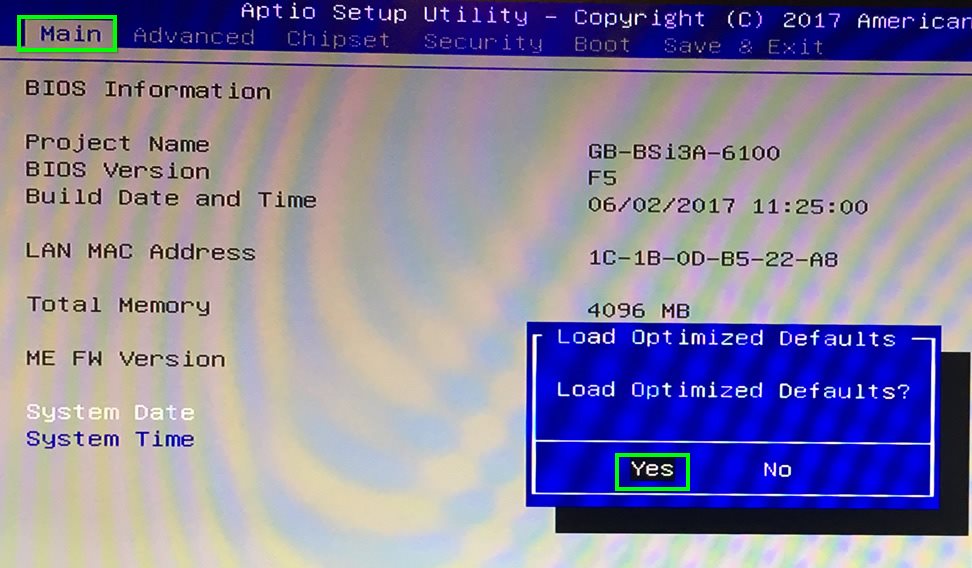 Aptio Setup Utility – Copyright (C) 2017 American
Main Advanced Chipset Security Boot Save & Exit
BIOS Information
Project Name GB-BSi3A-6100
BIOS Version F5
Build Date and Time 06/02/2017 11:25:00
LAN MAC Address 1C-1B-0D-B5-22-A8
Total Memory 4096 MB
ME FW Version
System Date
System Time
Load Optimized Defaults
Load Optimized Defaults?
Yes No